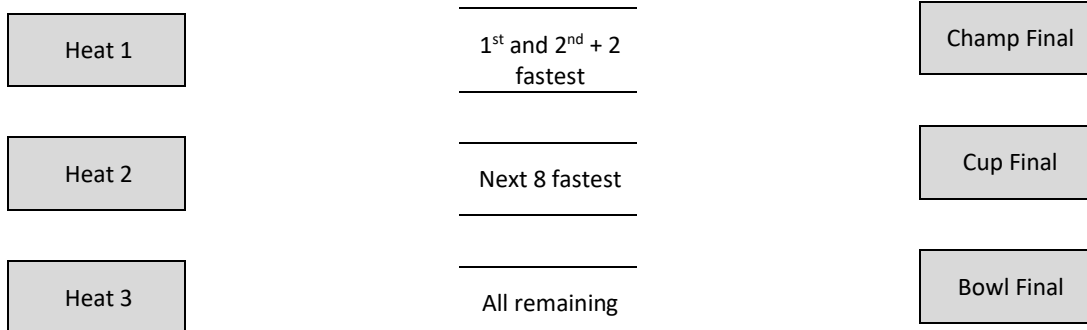 Heat 1
1st and 2nd + 2
fastest
Champ Final
Heat 2
Next 8 fastest
Cup Final
Heat 3
All remaining
Bowl Final